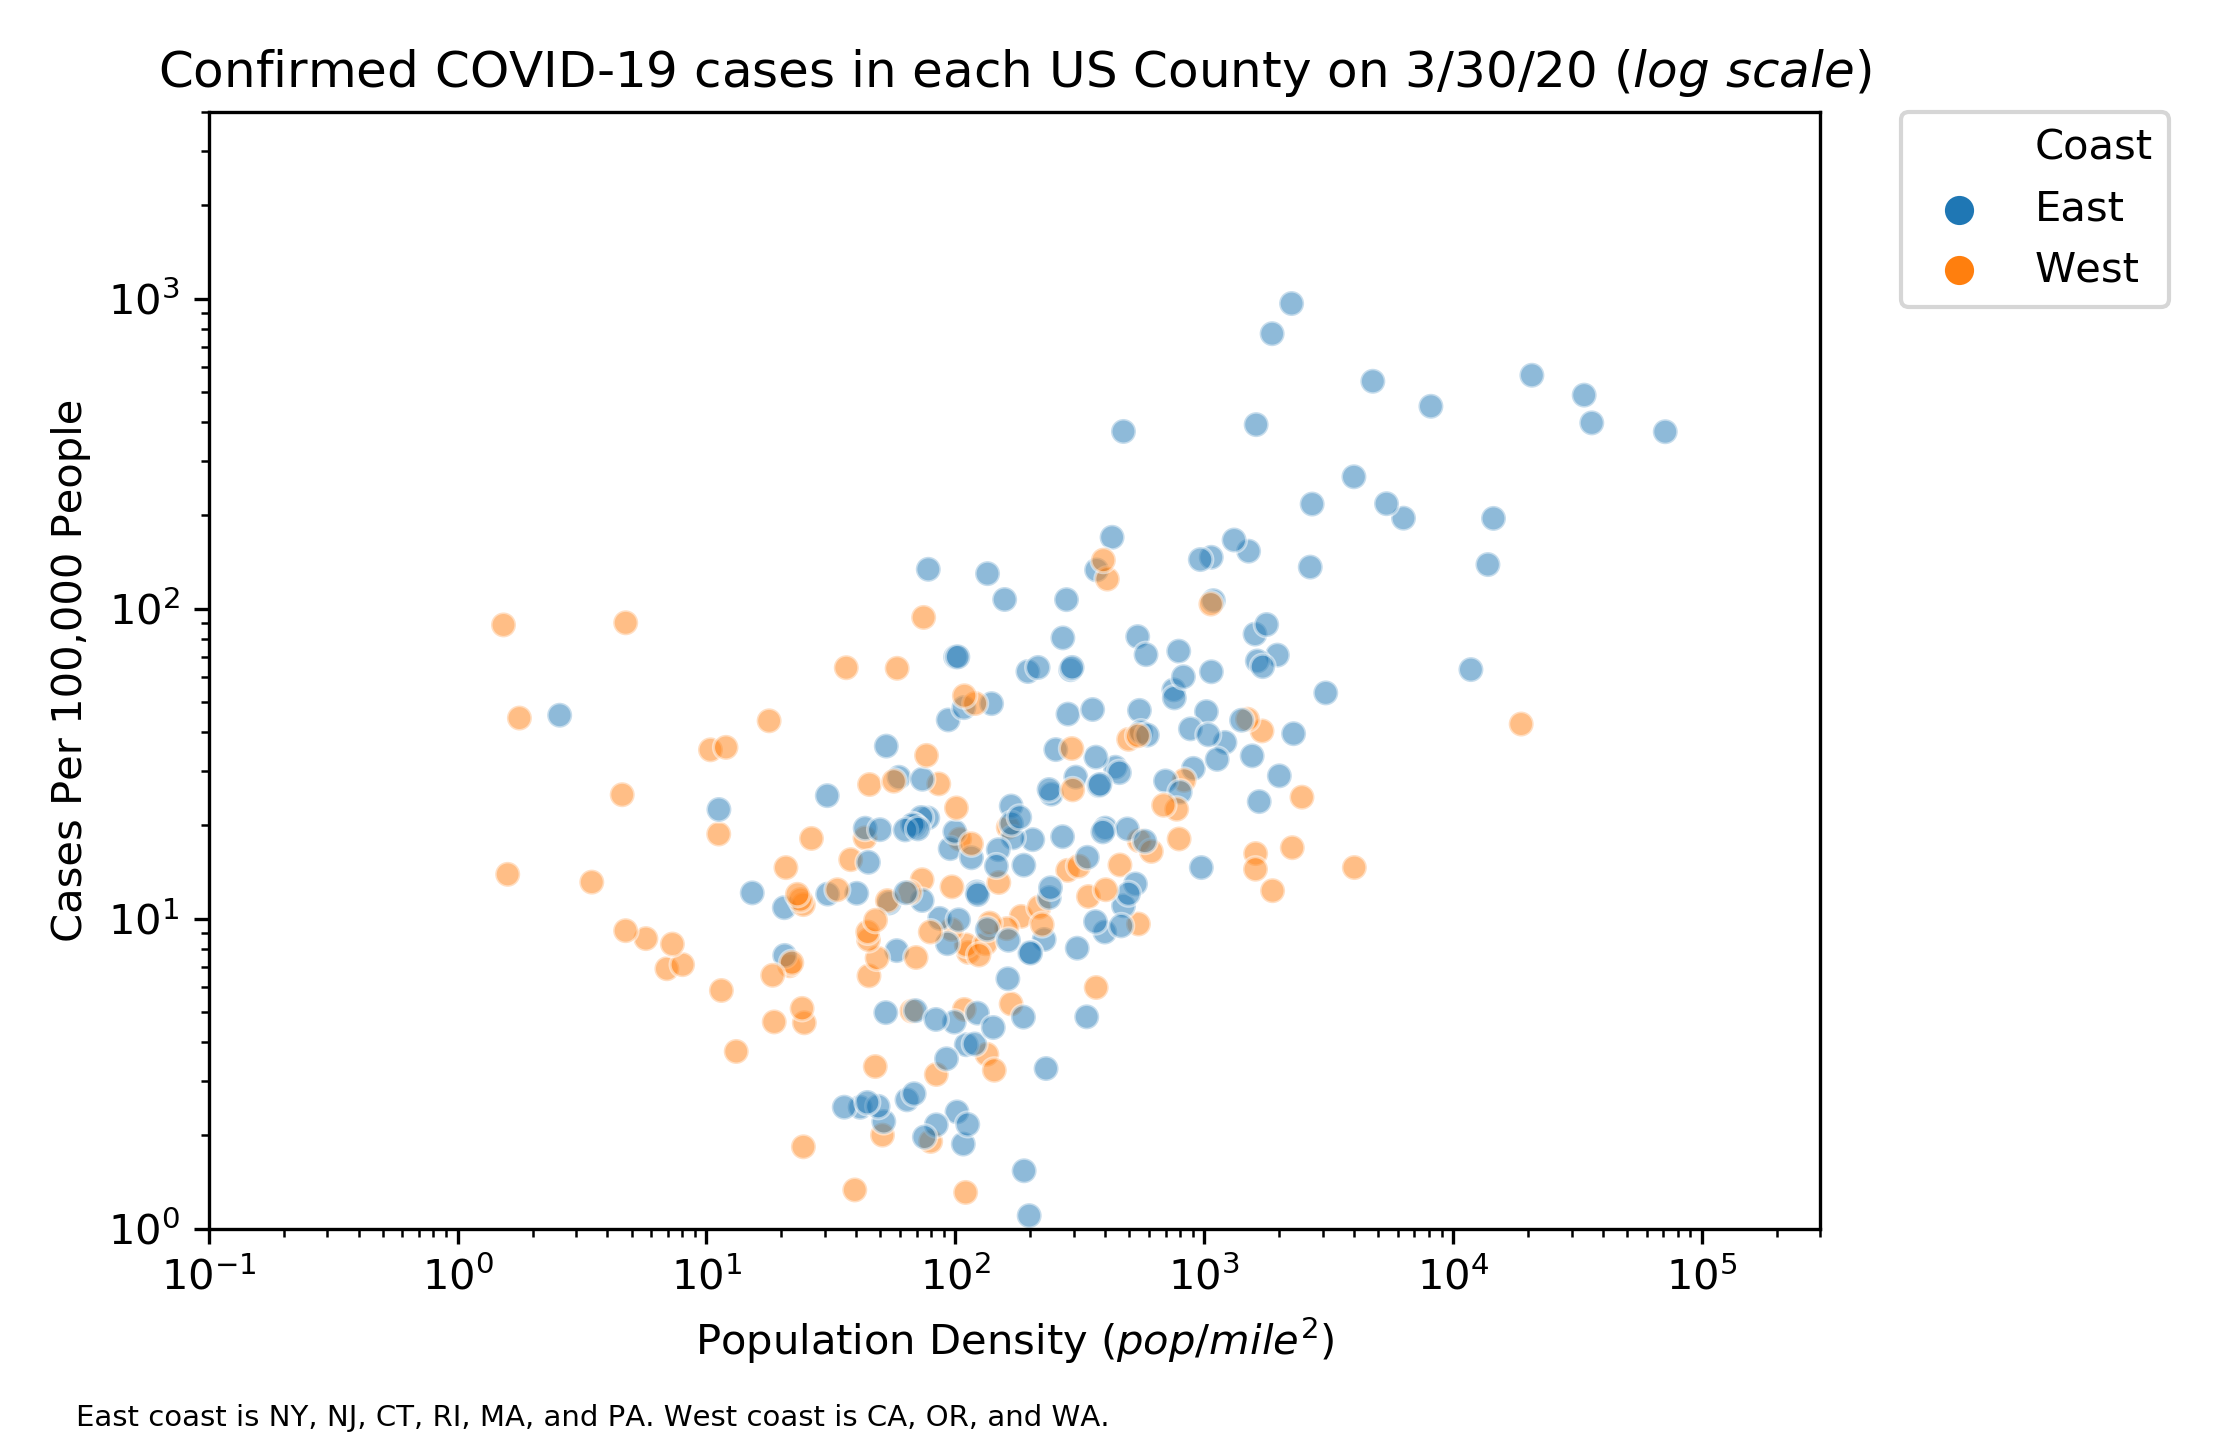 Confirmed COVID-19 cases in each US County on 3/30/20 (log scale)
Coast
East
West
10³
10²
10¹
10⁰
Cases Per 100,000 People
10⁻¹ 10⁰ 10¹ 10² 10³ 10⁴ 10⁵
Population Density (pop/mile²)
East coast is NY, NJ, CT, RI, MA, and PA. West coast is CA, OR, and WA.